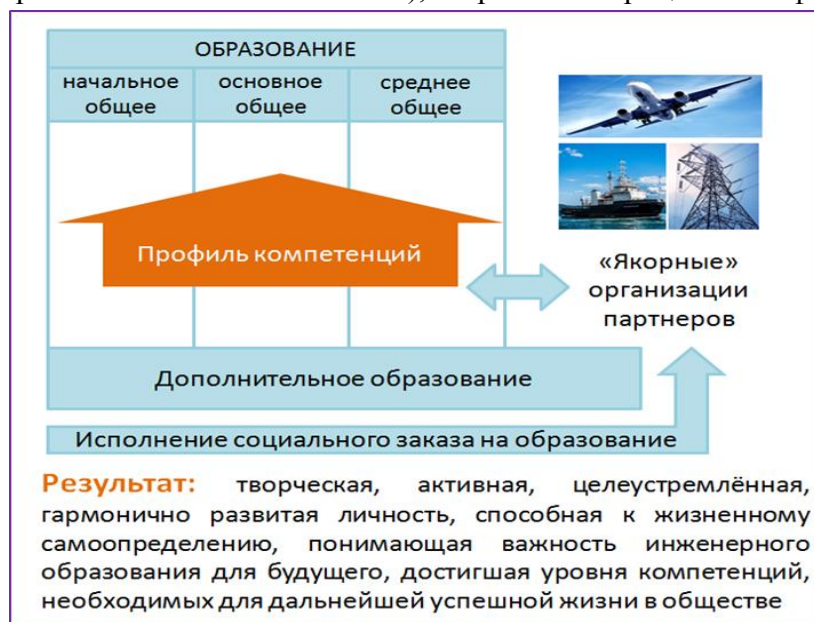 ОБРАЗОВАНИЕ
начальное общее
основное общее
среднее общее
Профиль компетенций
«Якорные»
организации
партнеров
Дополнительное образование
Исполнение социального заказа на образование
Результат: творческая, активная, целеустремлённая,
гармонично развитая личность, способная к жизненному
самоопределению, понимающая важность инженерного
образования для будущего, достигшая уровня компетенций,
необходимых для дальнейшей успешной жизни в обществе